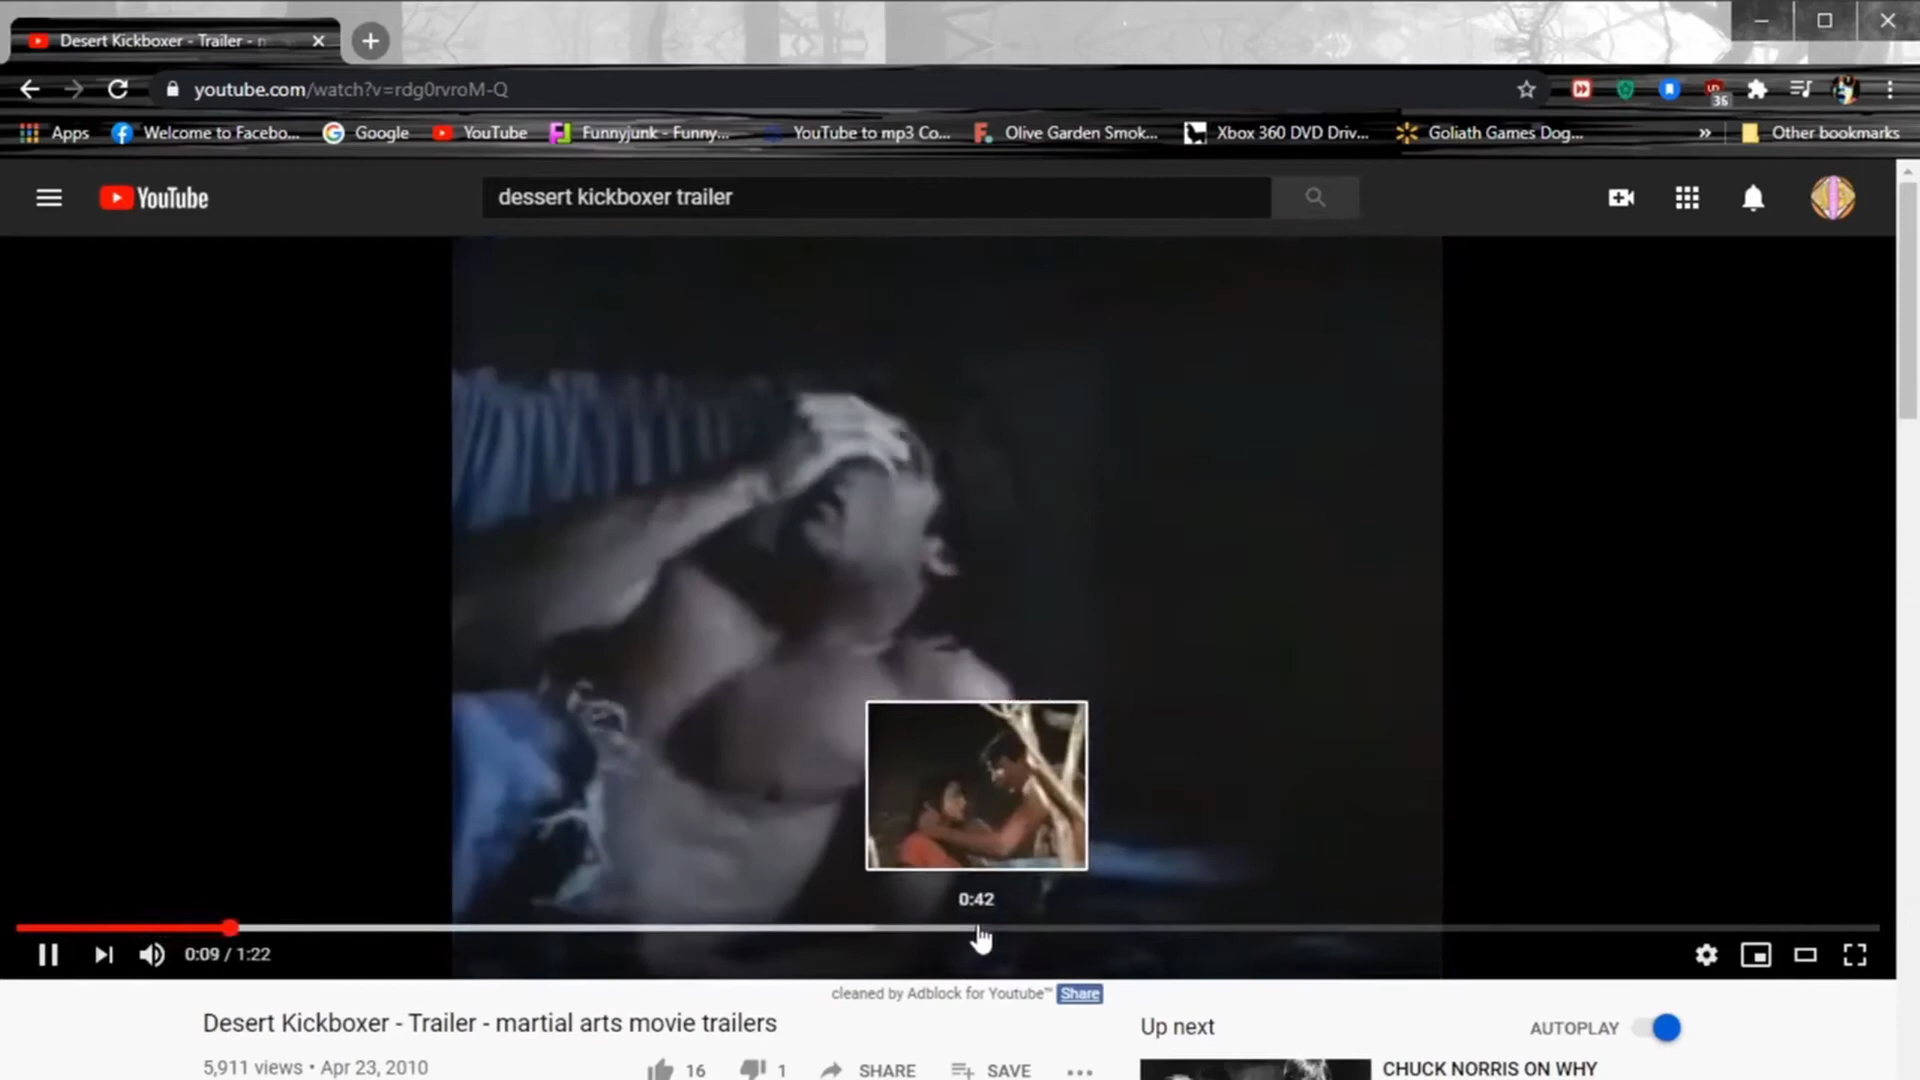 Desert Kickboxer - Trailer - n
youtube.com/watch?v=rdg0rvroM-Q
36
Apps
Welcome to Facebo...
Google
YouTube
Funnyjunk - Funny...
YouTube to mp3 Co...
Olive Garden Smok...
Xbox 360 DVD Driv...
Goliath Games Dog...
»
Other bookmarks
YouTube
dessert kickboxer trailer
0:42
0:09 / 1:22
cleaned by Adblock for Youtube™ Share
Desert Kickboxer - Trailer - martial arts movie trailers
5,911 views • Apr 23, 2010
16
1
SHARE
SAVE
Up next
AUTOPLAY
CHUCK NORRIS ON WHY